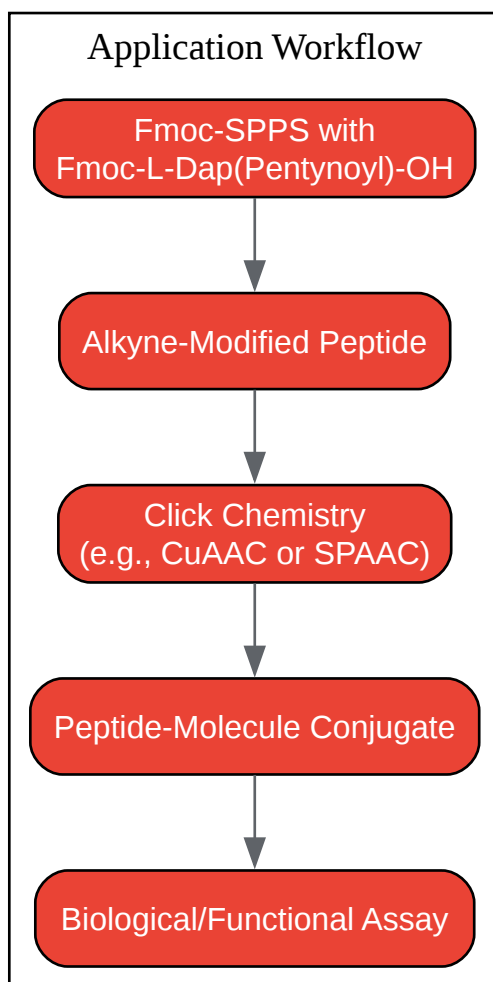 Application Workflow
Fmoc-SPPS with
Fmoc-L-Dap(Pentynoyl)-OH
Alkyne-Modified Peptide
Click Chemistry
(e.g., CuAAC or SPAAC)
Peptide-Molecule Conjugate
Biological/Functional Assay